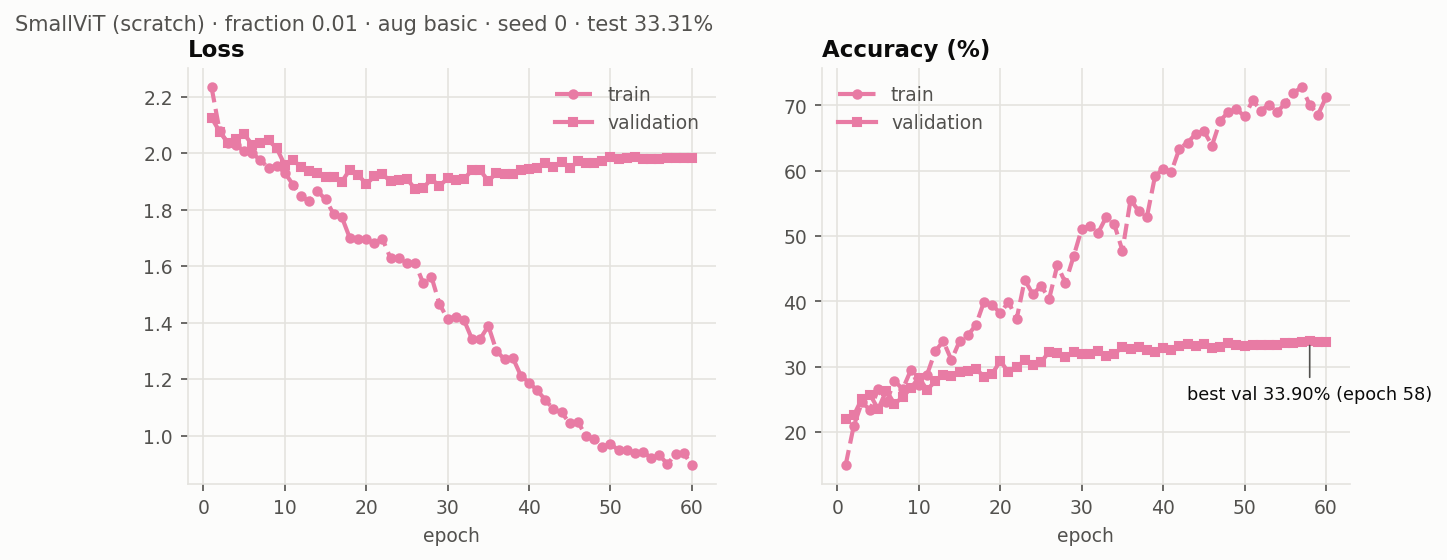 SmallViT (scratch) · fraction 0.01 · aug basic · seed 0 · test 33.31%
Loss
train
validation
2.2
2.0
1.8
1.6
1.4
1.2
1.0
0 10 20 30 40 50 60
epoch
Accuracy (%)
train
validation
70
60
50
40
30
20
best val 33.90% (epoch 58)
0 10 20 30 40 50 60
epoch